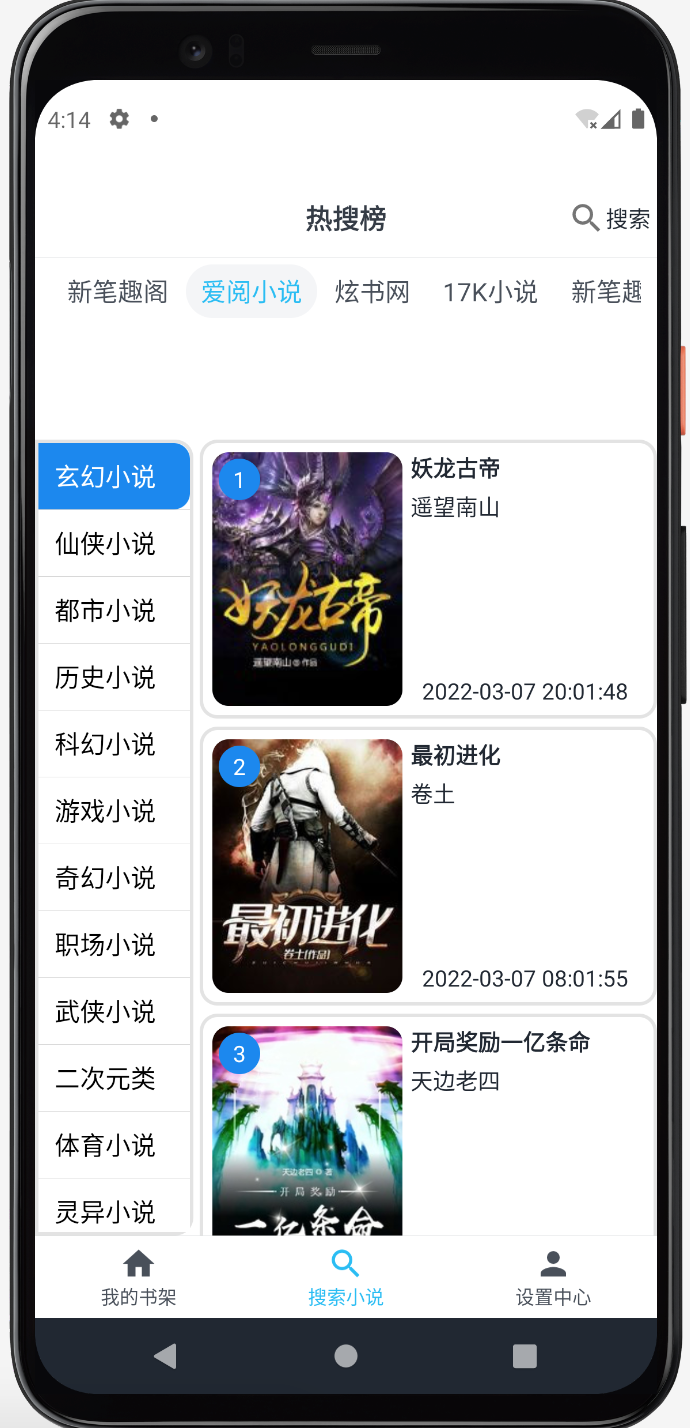 4:14
热搜榜
搜索
新笔趣阁 爱阅小说 炫书网 17K小说 新笔趣
玄幻小说
仙侠小说
都市小说
历史小说
科幻小说
游戏小说
奇幻小说
职场小说
武侠小说
二次元类
体育小说
灵异小说
1
妖龙古帝
YAOLONGGUDI
遥望南山 作品
妖龙古帝
遥望南山
2022-03-07 20:01:48
2
最初进化
卷土作品
最初进化
卷土
2022-03-07 08:01:55
3
天边老四 著
开局奖励
一亿条命
开局奖励一亿条命
天边老四
我的书架 搜索小说 设置中心